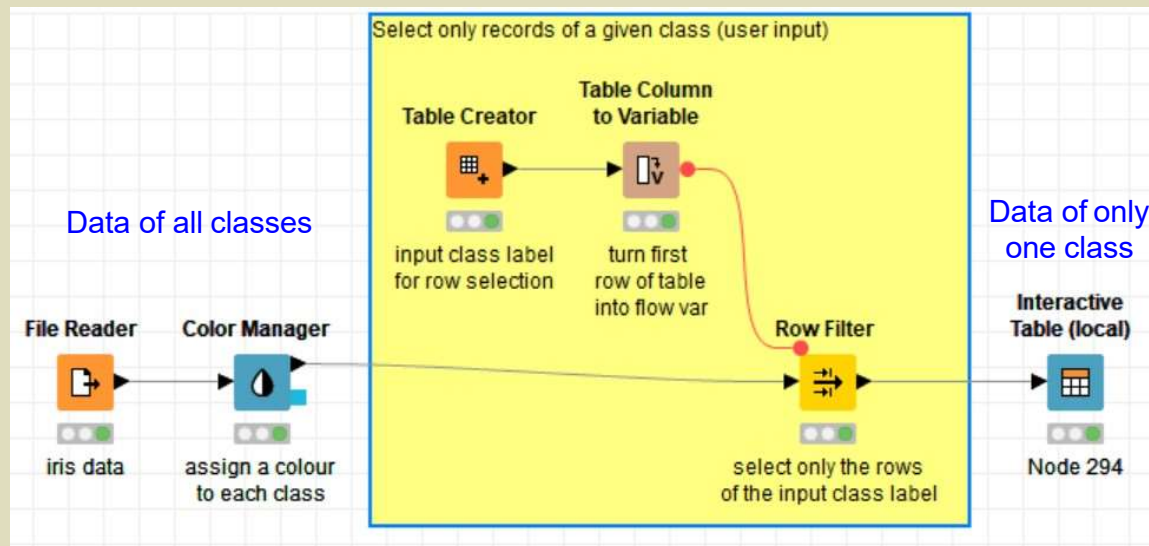 Select only records of a given class (user input)
Table Creator
Table Column
to Variable
V
input class label
for row selection
turn first
row of table
into flow var
Data of all classes
Data of only
one class
File Reader
Color Manager
Row Filter
Interactive
Table (local)
iris data
assign a colour
to each class
select only the rows
of the input class label
Node 294